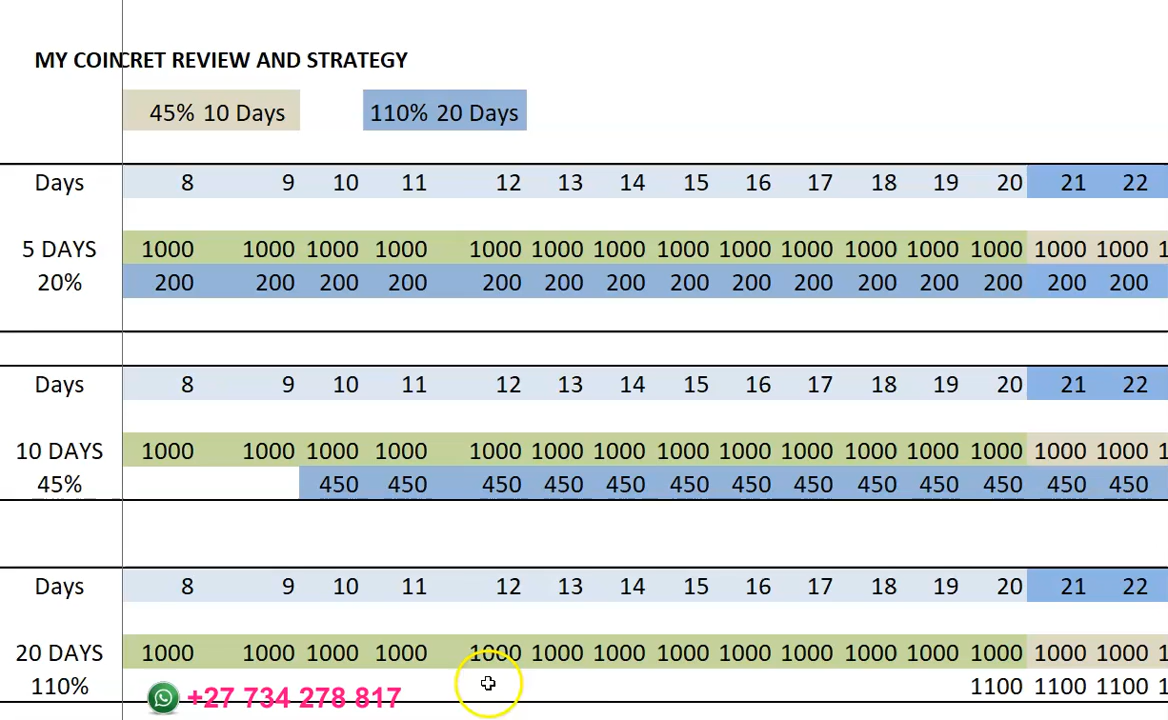 MY COINCRET REVIEW AND STRATEGY
45% 10 Days 110% 20 Days
Days 8 9 10 11 12 13 14 15 16 17 18 19 20 21 22
5 DAYS 1000 1000 1000 1000 1000 1000 1000 1000 1000 1000 1000 1000 1000 1000 1000 1
20% 200 200 200 200 200 200 200 200 200 200 200 200 200 200 200
Days 8 9 10 11 12 13 14 15 16 17 18 19 20 21 22
10 DAYS 1000 1000 1000 1000 1000 1000 1000 1000 1000 1000 1000 1000 1000 1000 1000 1
45% 450 450 450 450 450 450 450 450 450 450 450 450 450
Days 8 9 10 11 12 13 14 15 16 17 18 19 20 21 22
20 DAYS 1000 1000 1000 1000 1000 1000 1000 1000 1000 1000 1000 1000 1000 1000 1000 1
110% 1100 1100 1100 1
+27 734 278 817